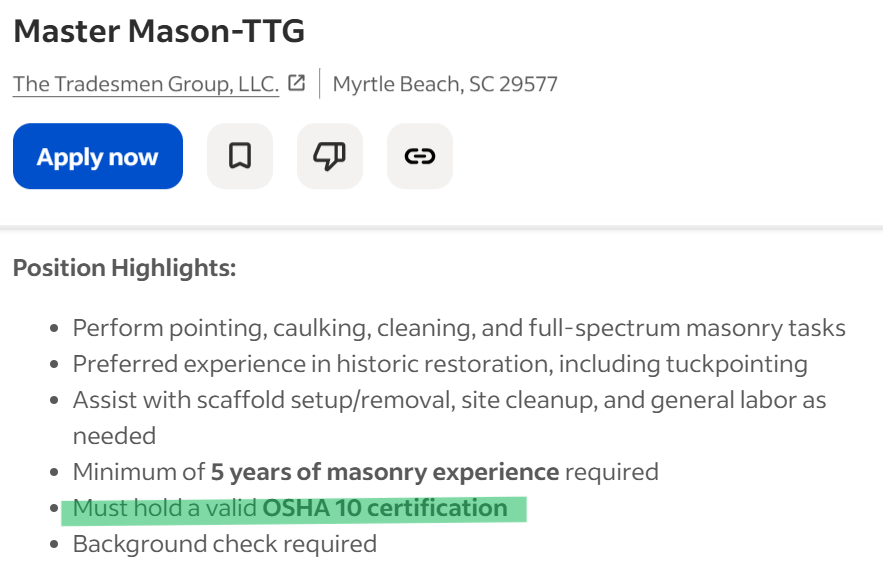 Master Mason-TTG
The Tradesmen Group, LLC. Myrtle Beach, SC 29577
Apply now
Position Highlights:
• Perform pointing, caulking, cleaning, and full-spectrum masonry tasks
• Preferred experience in historic restoration, including tuckpointing
• Assist with scaffold setup/removal, site cleanup, and general labor as
needed
• Minimum of 5 years of masonry experience required
• Must hold a valid OSHA 10 certification
• Background check required